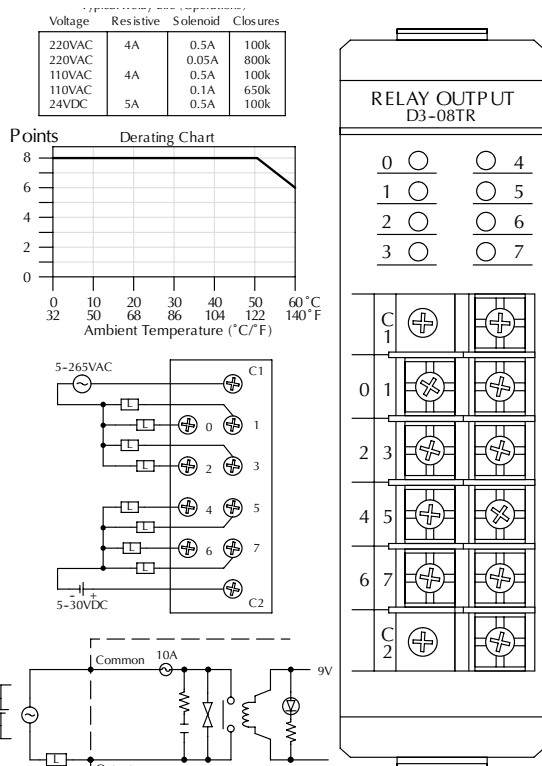 Typical Relay Life (Operations)
Voltage Resistive Solenoid Closures
220VAC 4A 0.5A 100k
220VAC 0.05A 800k
110VAC 4A 0.5A 100k
110VAC 0.1A 650k
24VDC 5A 0.5A 100k
Points
Derating Chart
8
6
4
2
0
0 10 20 30 40 50 60˚C
32 50 68 86 104 122 140˚F
Ambient Temperature (˚C/˚F)
5-265VAC
C1
L
L 0 1
L
L 2 3
L 4 5
L
L 6 7
L
- +
5-30VDC
C2
Common 10A
9V
L
RELAY OUTPUT
D3-08TR
0 4
1 5
2 6
3 7
C
1
0 1
2 3
4 5
6 7
C
2